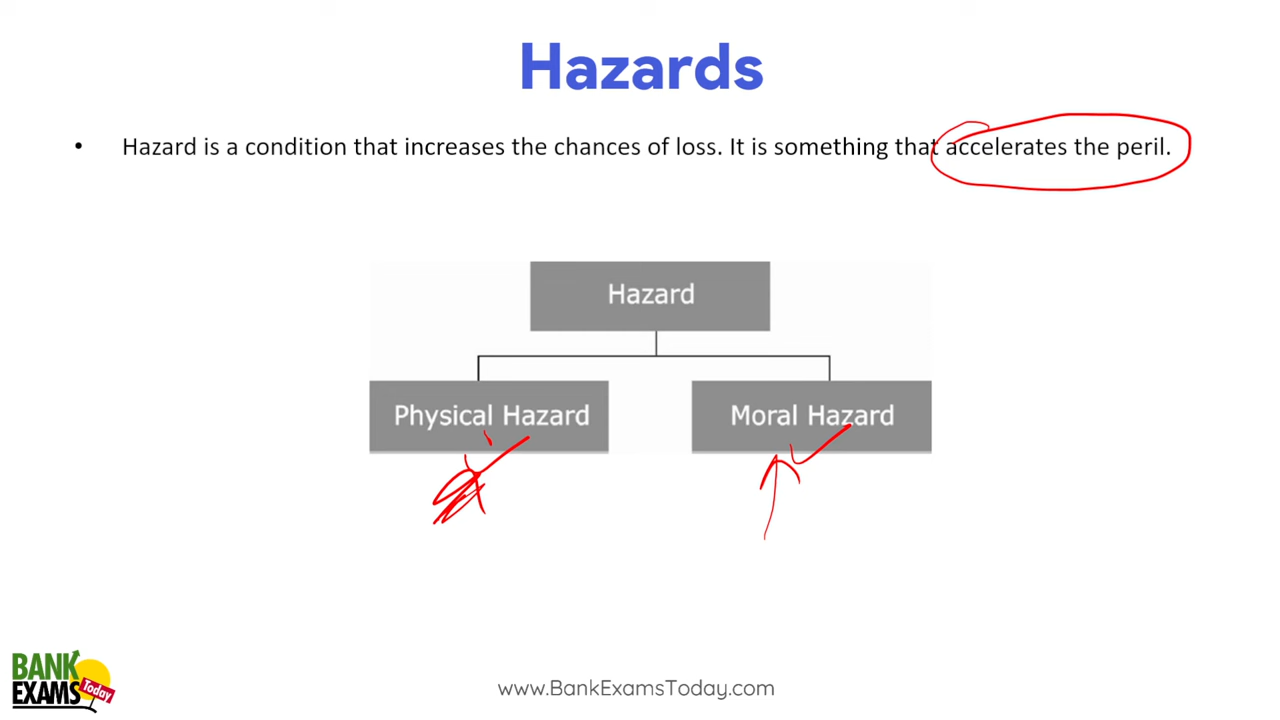 Hazards
• Hazard is a condition that increases the chances of loss. It is something that accelerates the peril.
Hazard
Physical Hazard
Moral Hazard
BANK
EXAMS
Today
www.BankExamsToday.com